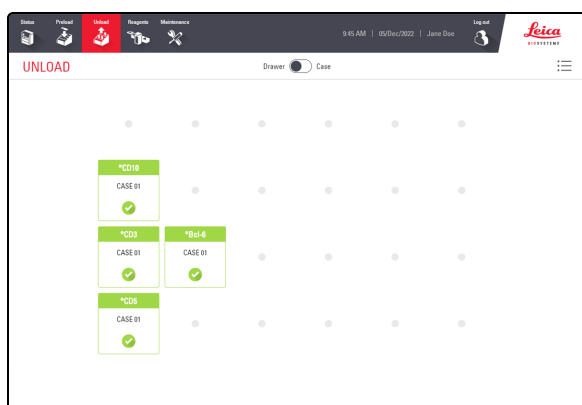 Status Preload Unload Reagents Maintenance
9:45 AM | 05/Dec/2022 | Jane Doe
Log out
Leica
BIOSYSTEMS
UNLOAD
Drawer Case
*CD10
CASE 01
*CD3 *Bcl-6
CASE 01 CASE 01
*CD5
CASE 01